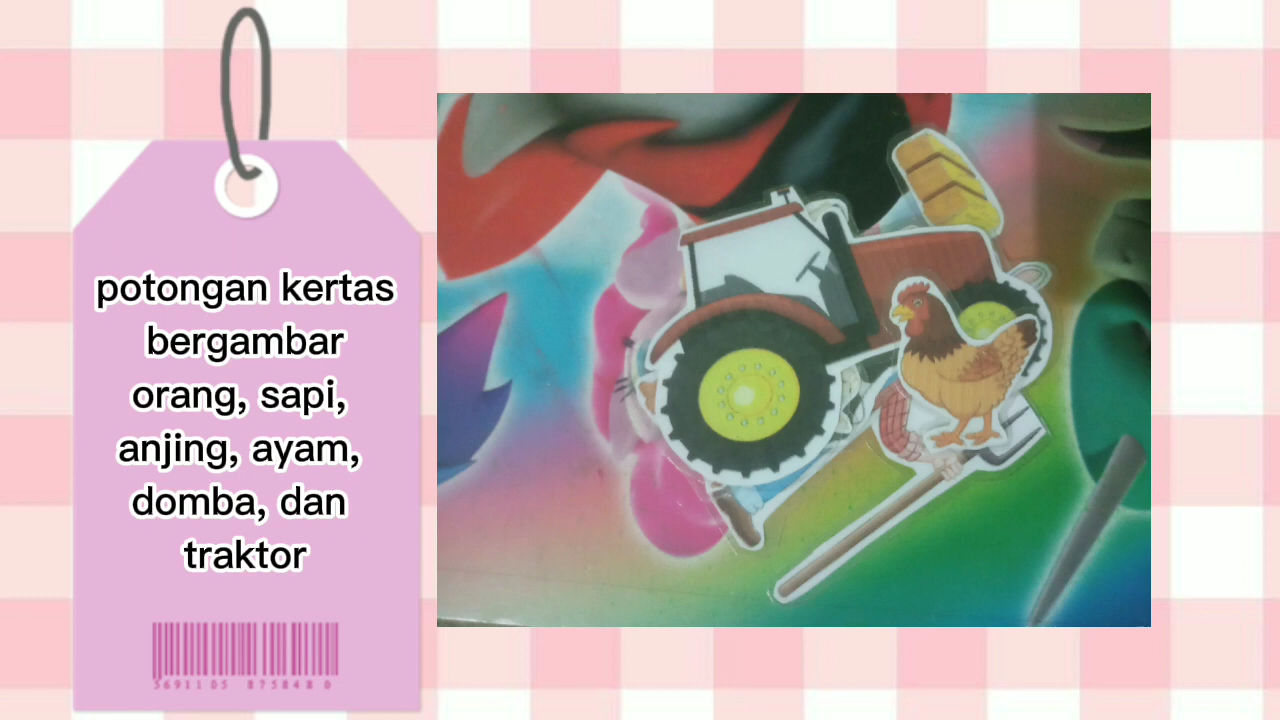 potongan kertas
bergambar
orang, sapi,
anjing, ayam,
domba, dan
traktor